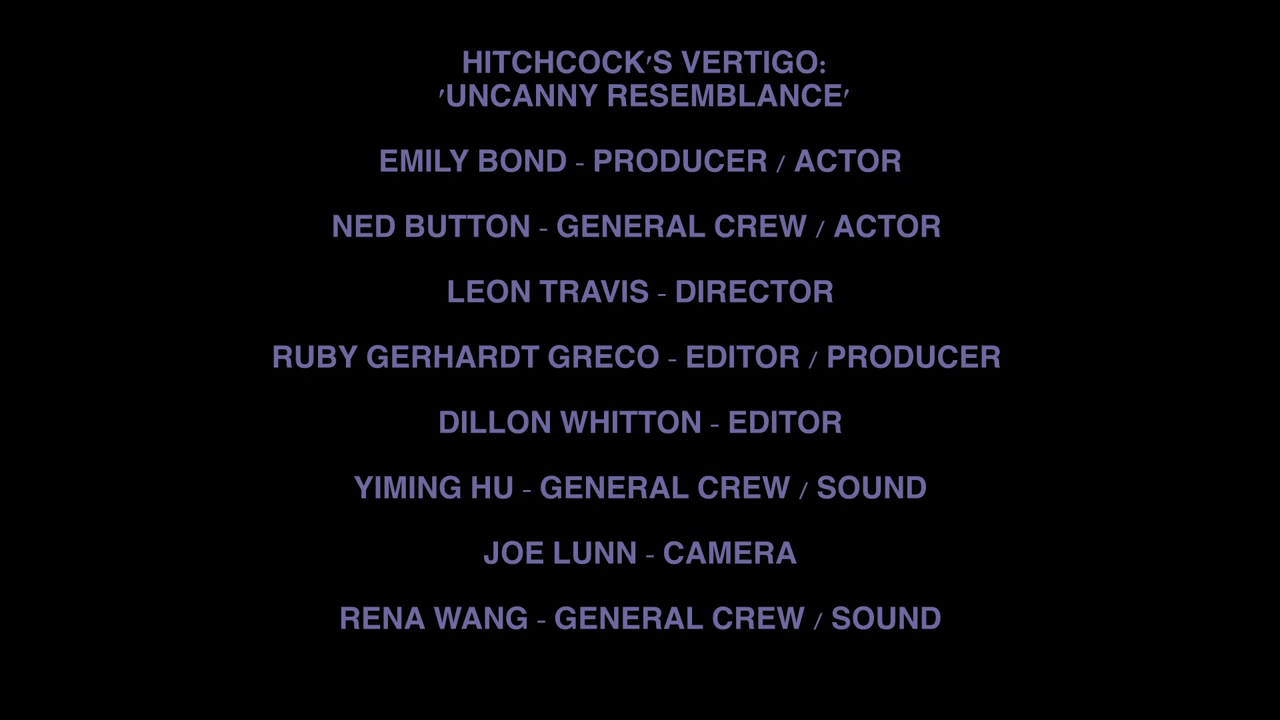 HITCHCOCK'S VERTIGO:
'UNCANNY RESEMBLANCE'
EMILY BOND - PRODUCER / ACTOR
NED BUTTON - GENERAL CREW / ACTOR
LEON TRAVIS - DIRECTOR
RUBY GERHARDT GRECO - EDITOR / PRODUCER
DILLON WHITTON - EDITOR
YIMING HU - GENERAL CREW / SOUND
JOE LUNN - CAMERA
RENA WANG - GENERAL CREW / SOUND